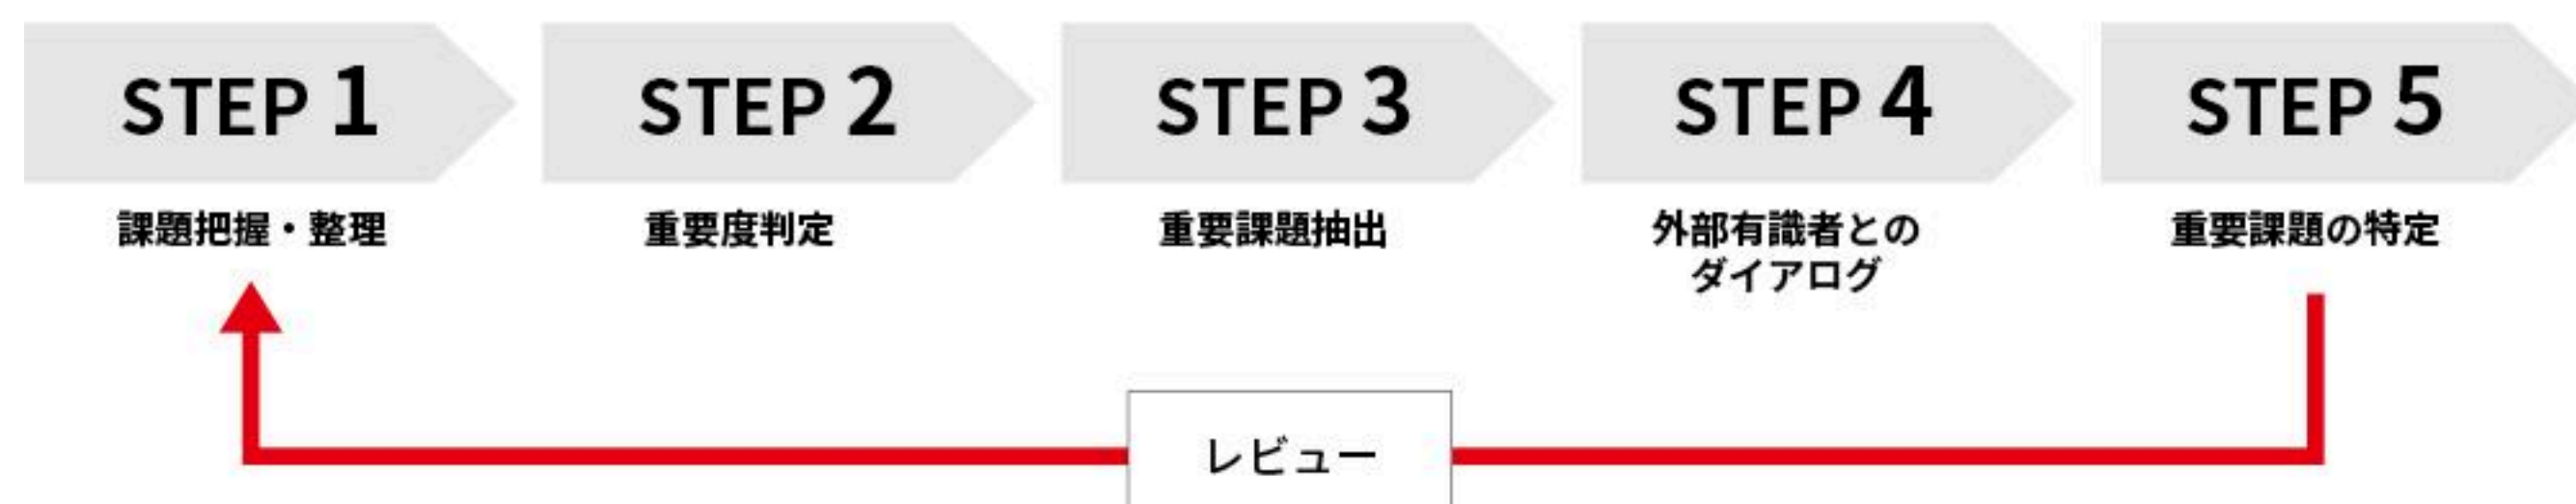 STEP 1
STEP 2
STEP 3
STEP 4
STEP 5
課題把握・整理
重要度判定
重要課題抽出
外部有識者との
ダイアログ
重要課題の特定
レビュー